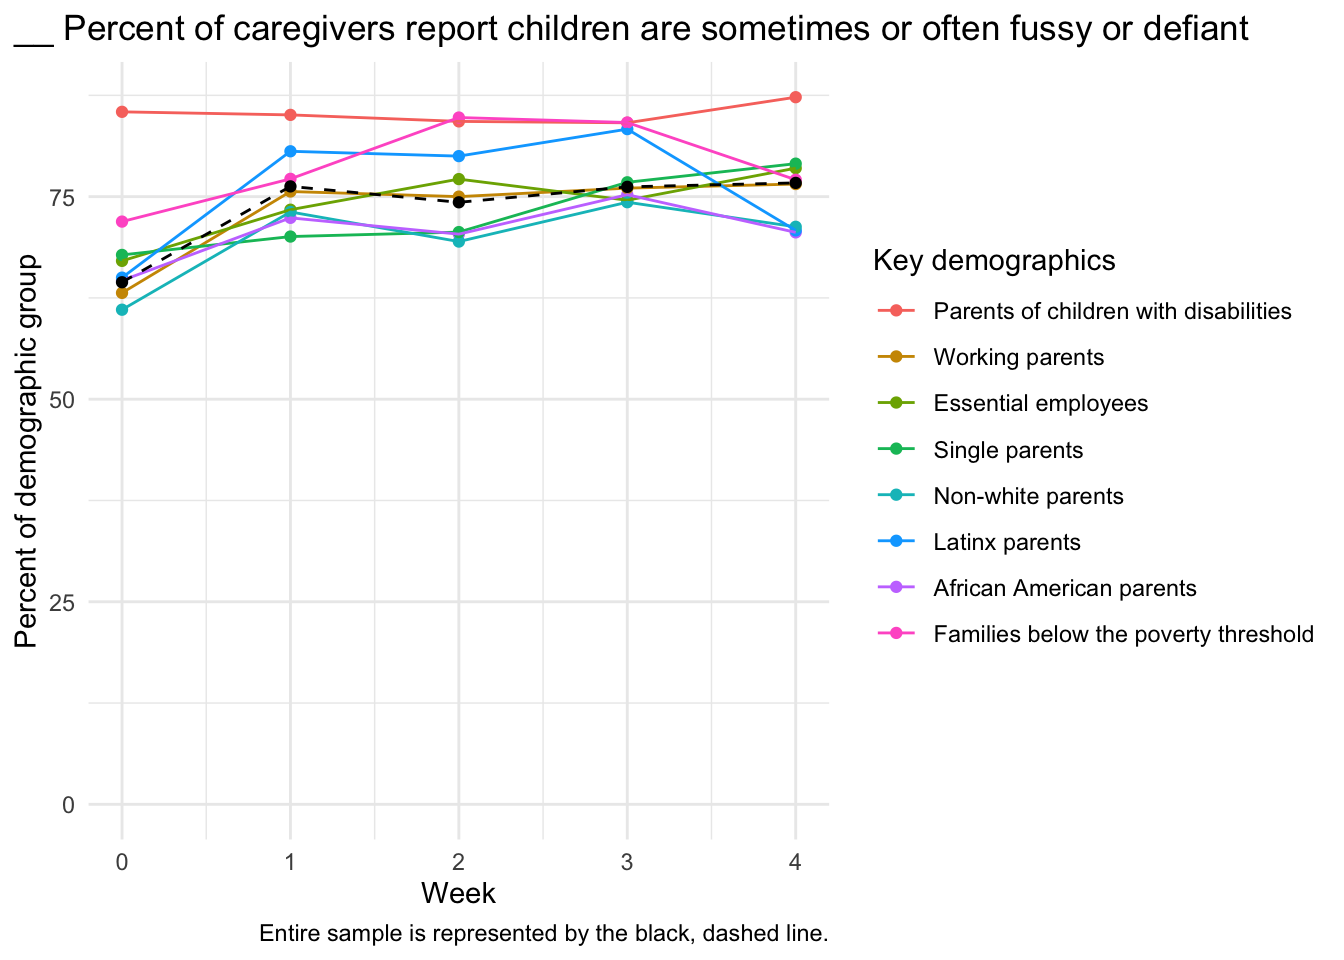 __ Percent of caregivers report children are sometimes or often fussy or defiant
Percent of demographic group
75
50
25
0
0 1 2 3 4
Week
Entire sample is represented by the black, dashed line.
Key demographics
Parents of children with disabilities
Working parents
Essential employees
Single parents
Non-white parents
Latinx parents
African American parents
Families below the poverty threshold